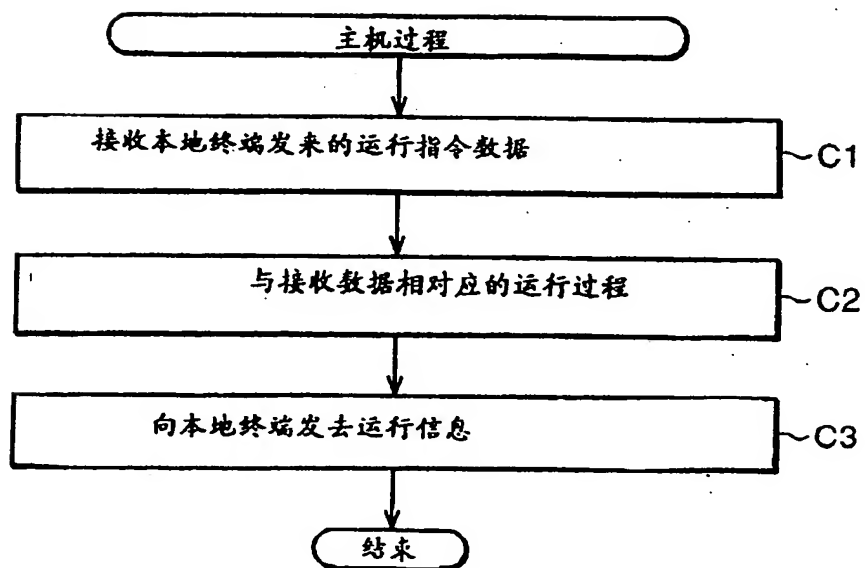 主机过程
接收本地终端发来的运行指令数据
C1
与接收数据相对应的运行过程
C2
向本地终端发去运行信息
C3
结束